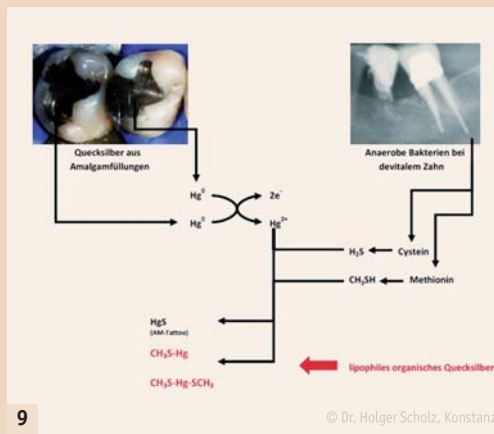 Quecksilber aus
Amalgamfüllungen
Anaerobe Bakterien bei
devitalem Zahn
Hg⁰
2e⁻
Hg⁰
Hg²⁺
H₂S
Cystein
CH₃SH
Methionin
HgS
(AM-Tattoo)
CH₃S-Hg
lipophiles organisches Quecksilber
CH₃S-Hg-SCH₃
9
© Dr. Holger Scholz, Konstanz